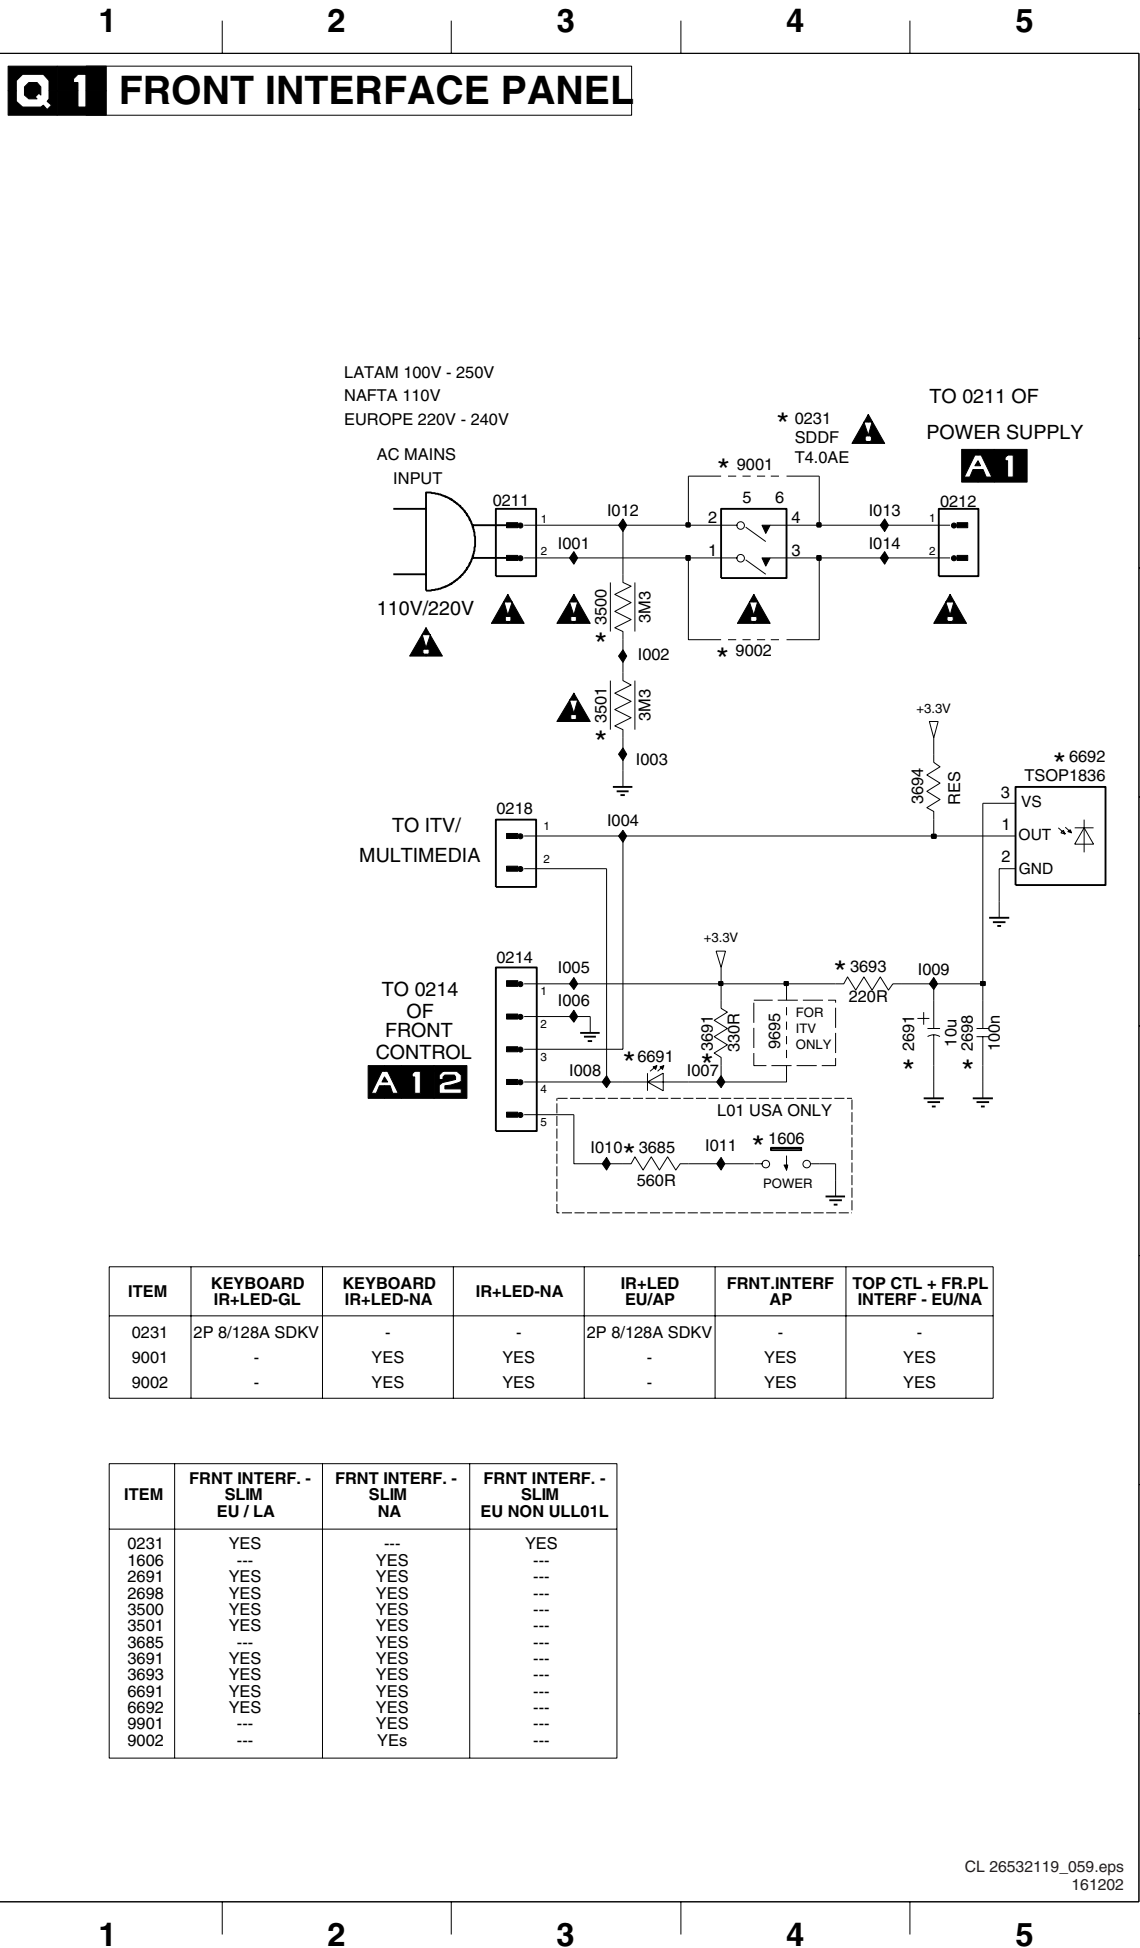 1 2 3 4 5
Q 1 FRONT INTERFACE PANEL
LATAM 100V - 250V
NAFTA 110V
EUROPE 220V - 240V
AC MAINS
INPUT
110V/220V
0211
1
2
I012
I001
* 3500
3M3
I002
* 3501
3M3
I003
* 9001
* 0231
SDDF
T4.0AE
5 6
2 4
1 3
* 9002
I013
I014
TO 0211 OF
POWER SUPPLY
A 1
0212
1
2
+3.3V
3694
RES
* 6692
TSOP1836
3 VS
1 OUT
2 GND
TO ITV/
MULTIMEDIA
0218
1
2
I004
TO 0214
OF
FRONT
CONTROL
A 1 2
0214
1
2
3
4
5
I005
I006
I008
* 6691
I007
+3.3V
* 3691
330R
9695
FOR
ITV
ONLY
* 3693
220R
I009
* 2691
+
10u
* 2698
100n
L01 USA ONLY
I010 * 3685
560R
I011
* 1606
POWER
ITEM | KEYBOARD IR+LED-GL | KEYBOARD IR+LED-NA | IR+LED-NA | IR+LED EU/AP | FRNT.INTERF AP | TOP CTL + FR.PL INTERF - EU/NA
0231 2P 8/128A SDKV - - 2P 8/128A SDKV - -
9001 - YES YES - YES YES
9002 - YES YES - YES YES
ITEM | FRNT INTERF. - SLIM EU / LA | FRNT INTERF. - SLIM NA | FRNT INTERF. - SLIM EU NON ULL01L
0231 YES --- YES
1606 --- YES ---
2691 YES YES ---
2698 YES YES ---
3500 YES YES ---
3501 YES YES ---
3685 --- YES ---
3691 YES YES ---
3693 YES YES ---
6691 YES YES ---
6692 YES YES ---
9901 --- YES ---
9002 --- YEs ---
CL 26532119_059.eps
161202
1 2 3 4 5